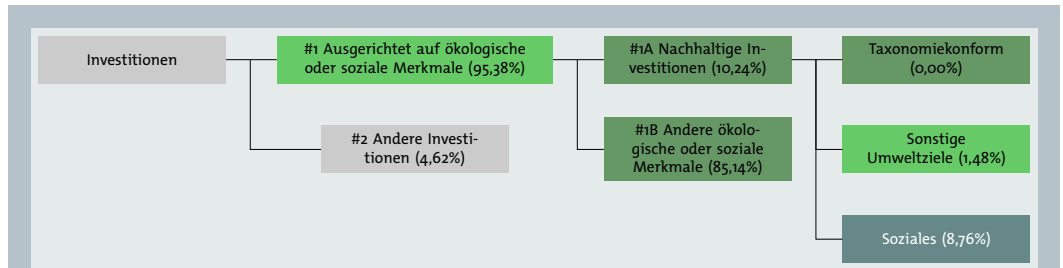 Investitionen
#1 Ausgerichtet auf ökologische
oder soziale Merkmale (95,38%)
#2 Andere Investi-
tionen (4,62%)
#1A Nachhaltige In-
vestitionen (10,24%)
#1B Andere ökolo-
gische oder soziale
Merkmale (85,14%)
Taxonomiekonform
(0,00%)
Sonstige
Umweltziele (1,48%)
Soziales (8,76%)